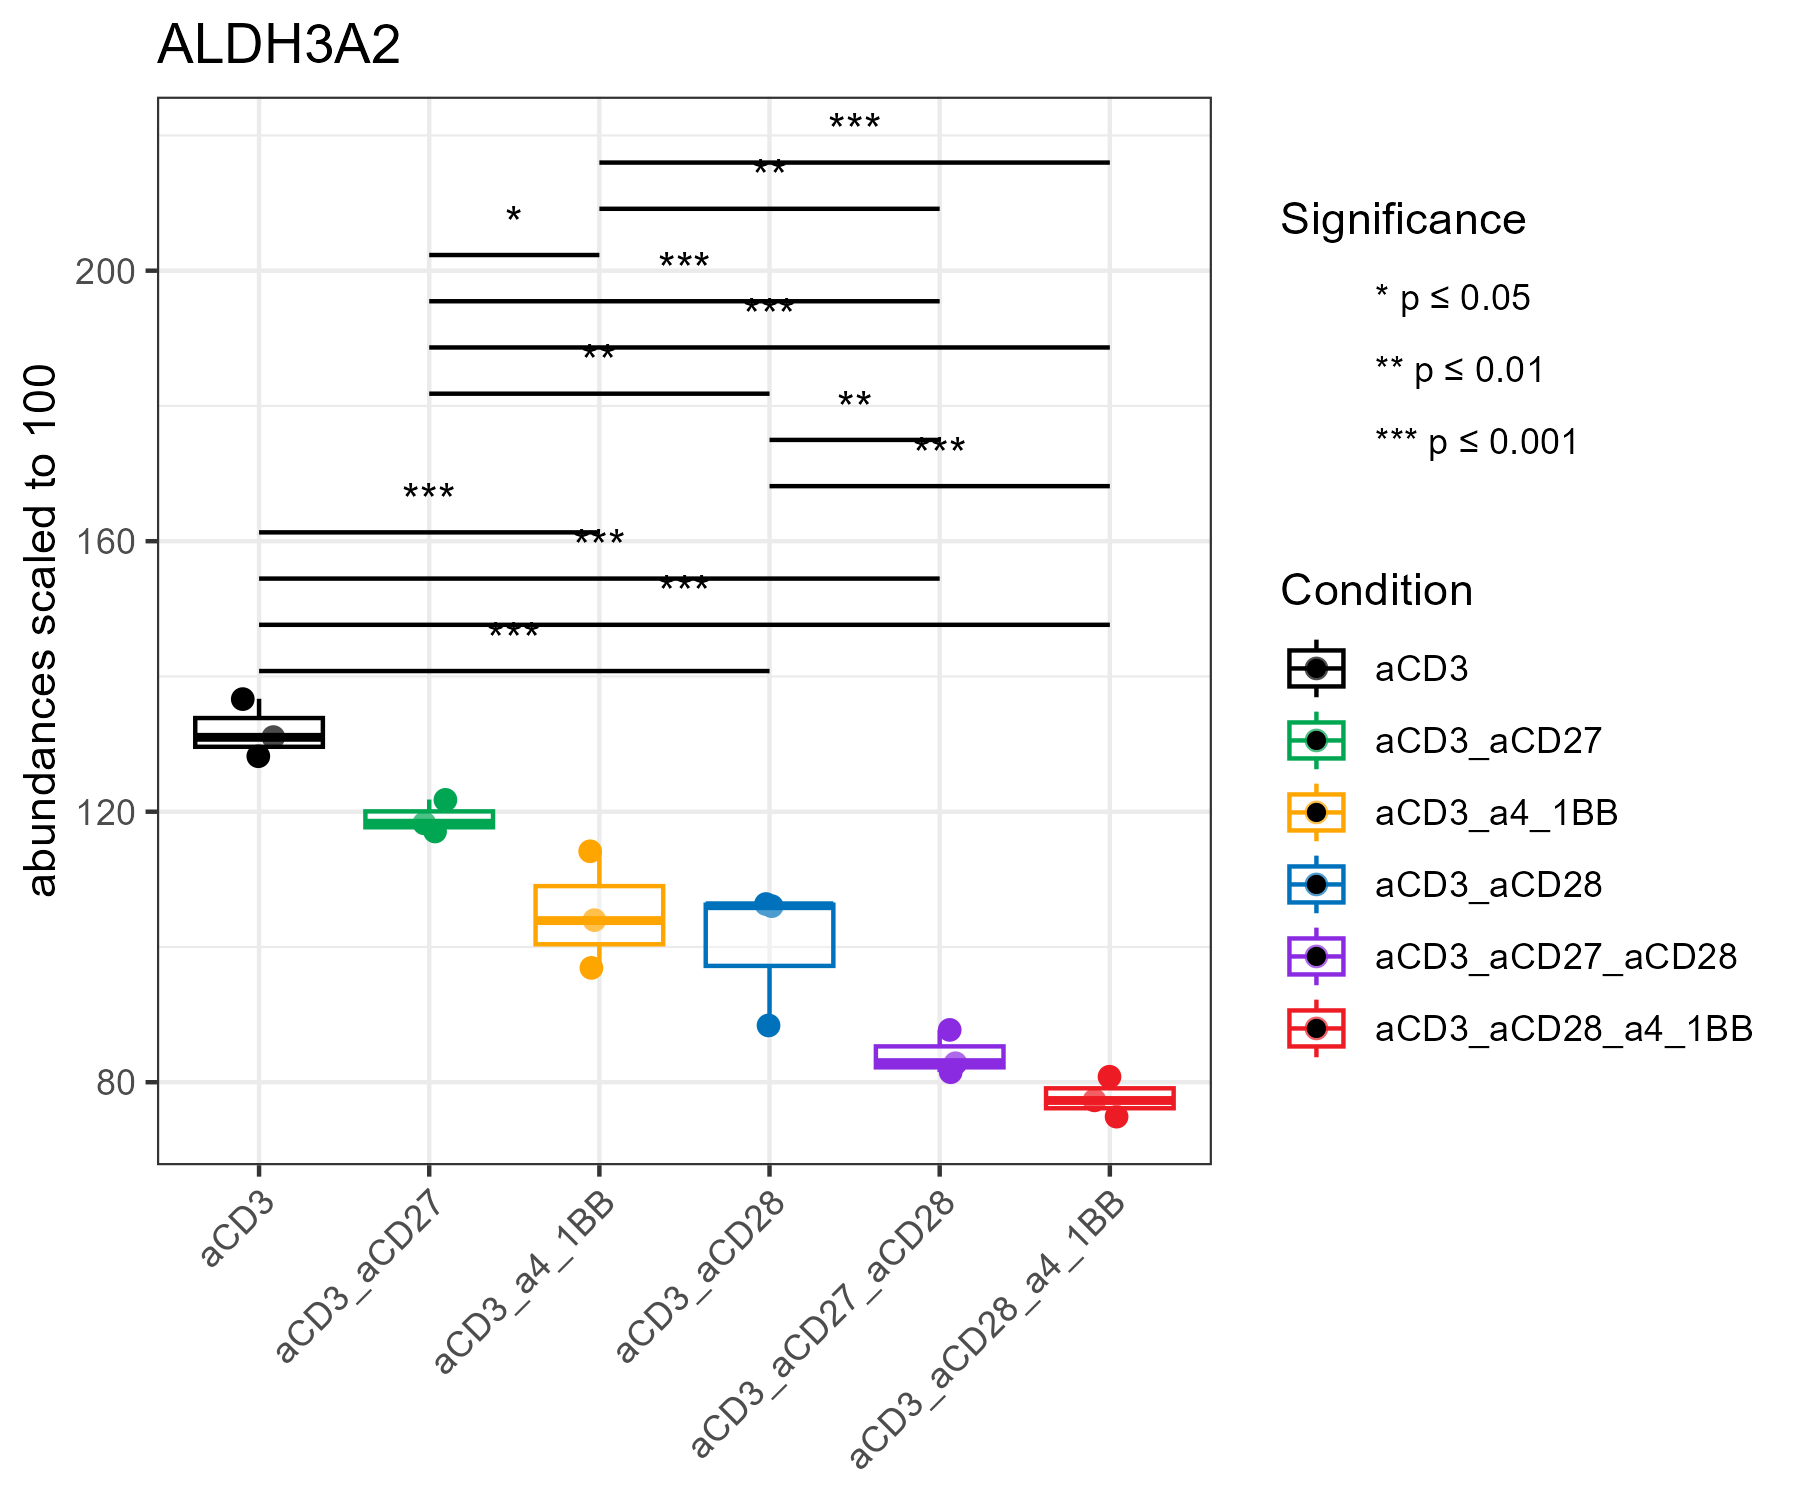 ALDH3A2
abundances scaled to 100
200
160
120
80
***
**
*
***
***
**
**
***
***
***
***
***
aCD3
aCD3_aCD27
aCD3_a4_1BB
aCD3_aCD28
aCD3_aCD27_aCD28
aCD3_aCD28_a4_1BB
Significance
* p ≤ 0.05
** p ≤ 0.01
*** p ≤ 0.001
Condition
aCD3
aCD3_aCD27
aCD3_a4_1BB
aCD3_aCD28
aCD3_aCD27_aCD28
aCD3_aCD28_a4_1BB